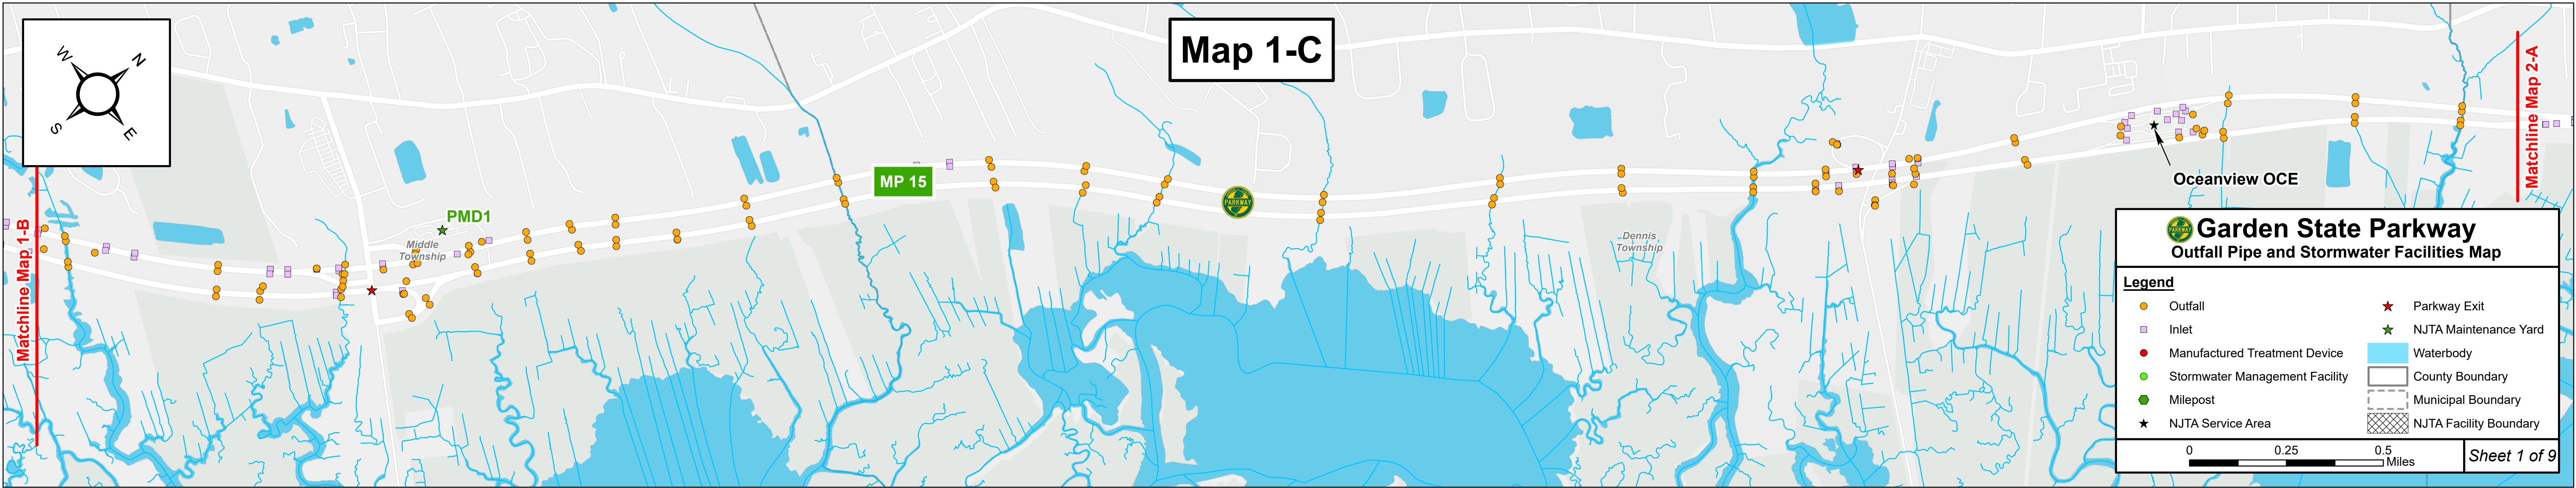 Map 1-C
W
N
S
E
Matchline Map 1-B
PMD1
Middle
Township
MP 15
PARKWAY
Dennis
Township
Oceanview OCE
Matchline Map 2-A
PARKWAY
Garden State Parkway
Outfall Pipe and Stormwater Facilities Map
Legend
Outfall
Inlet
Manufactured Treatment Device
Stormwater Management Facility
Milepost
NJTA Service Area
Parkway Exit
NJTA Maintenance Yard
Waterbody
County Boundary
Municipal Boundary
NJTA Facility Boundary
0 0.25 0.5
Miles
Sheet 1 of 9